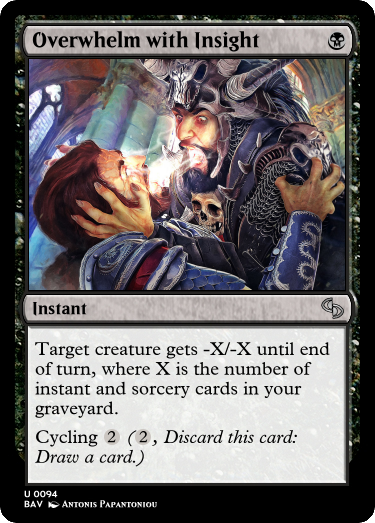 Overwhelm with Insight
Instant
Target creature gets -X/-X until end
of turn, where X is the number of
instant and sorcery cards in your
graveyard.
Cycling 2 (2, Discard this card:
Draw a card.)
U 0094
BAV Antonis Papantoniou